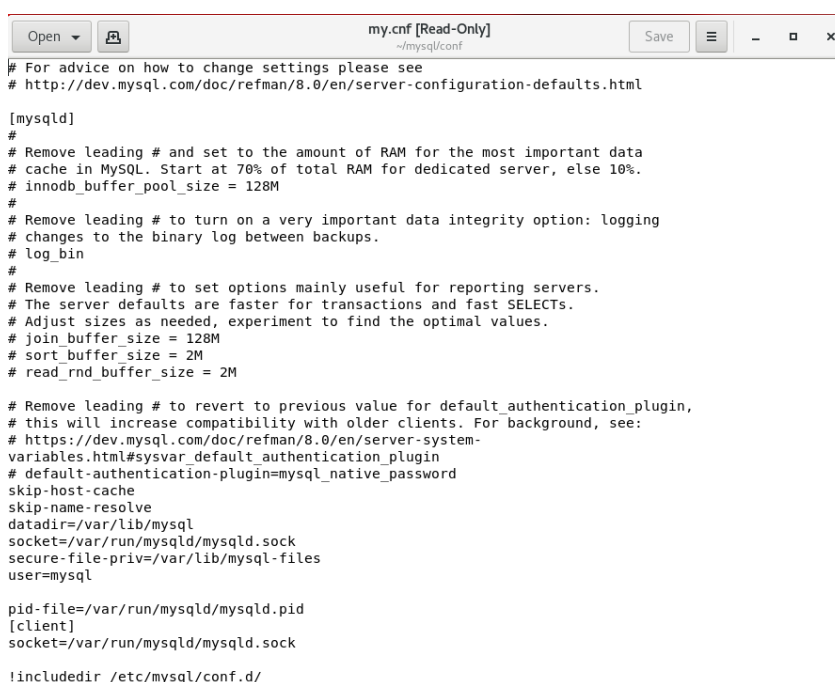 Open
my.cnf [Read-Only]
~/mysql/conf
Save
# For advice on how to change settings please see
# http://dev.mysql.com/doc/refman/8.0/en/server-configuration-defaults.html
[mysqld]
#
# Remove leading # and set to the amount of RAM for the most important data
# cache in MySQL. Start at 70% of total RAM for dedicated server, else 10%.
# innodb_buffer_pool_size = 128M
#
# Remove leading # to turn on a very important data integrity option: logging
# changes to the binary log between backups.
# log_bin
#
# Remove leading # to set options mainly useful for reporting servers.
# The server defaults are faster for transactions and fast SELECTs.
# Adjust sizes as needed, experiment to find the optimal values.
# join_buffer_size = 128M
# sort_buffer_size = 2M
# read_rnd_buffer_size = 2M
# Remove leading # to revert to previous value for default_authentication_plugin,
# this will increase compatibility with older clients. For background, see:
# https://dev.mysql.com/doc/refman/8.0/en/server-system-
variables.html#sysvar_default_authentication_plugin
# default-authentication-plugin=mysql_native_password
skip-host-cache
skip-name-resolve
datadir=/var/lib/mysql
socket=/var/run/mysqld/mysqld.sock
secure-file-priv=/var/lib/mysql-files
user=mysql
pid-file=/var/run/mysqld/mysqld.pid
[client]
socket=/var/run/mysqld/mysqld.sock
!includedir /etc/mysql/conf.d/